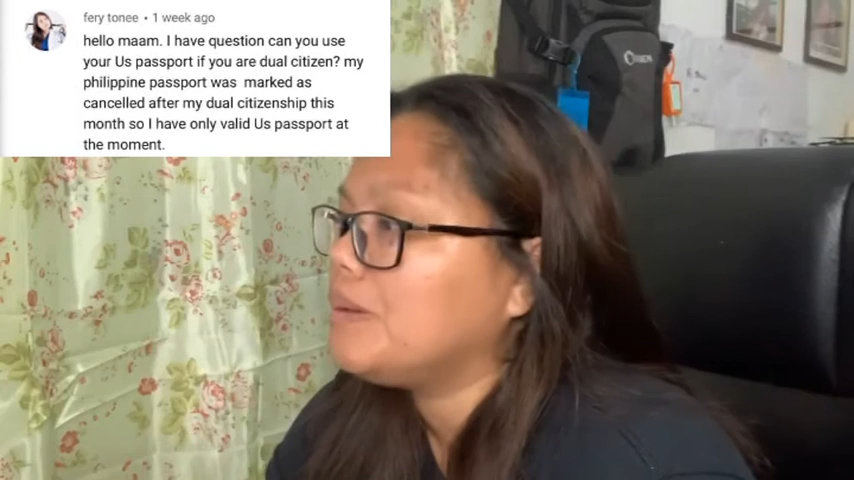 fery tonee • 1 week ago
hello maam. I have question can you use
your Us passport if you are dual citizen? my
philippine passport was marked as
cancelled after my dual citizenship this
month so I have only valid Us passport at
the moment.